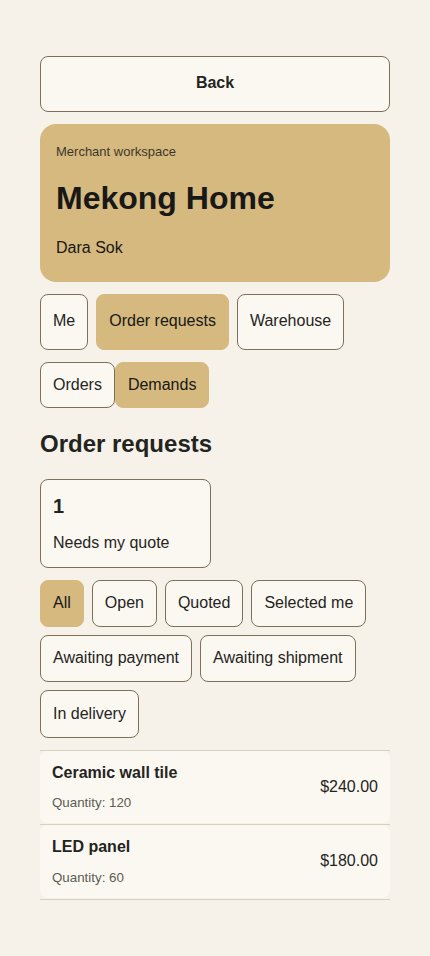 Back
Merchant workspace
Mekong Home
Dara Sok
Me
Order requests
Warehouse
Orders
Demands
Order requests
1
Needs my quote
All
Open
Quoted
Selected me
Awaiting payment
Awaiting shipment
In delivery
Ceramic wall tile
Quantity: 120
$240.00
LED panel
Quantity: 60
$180.00